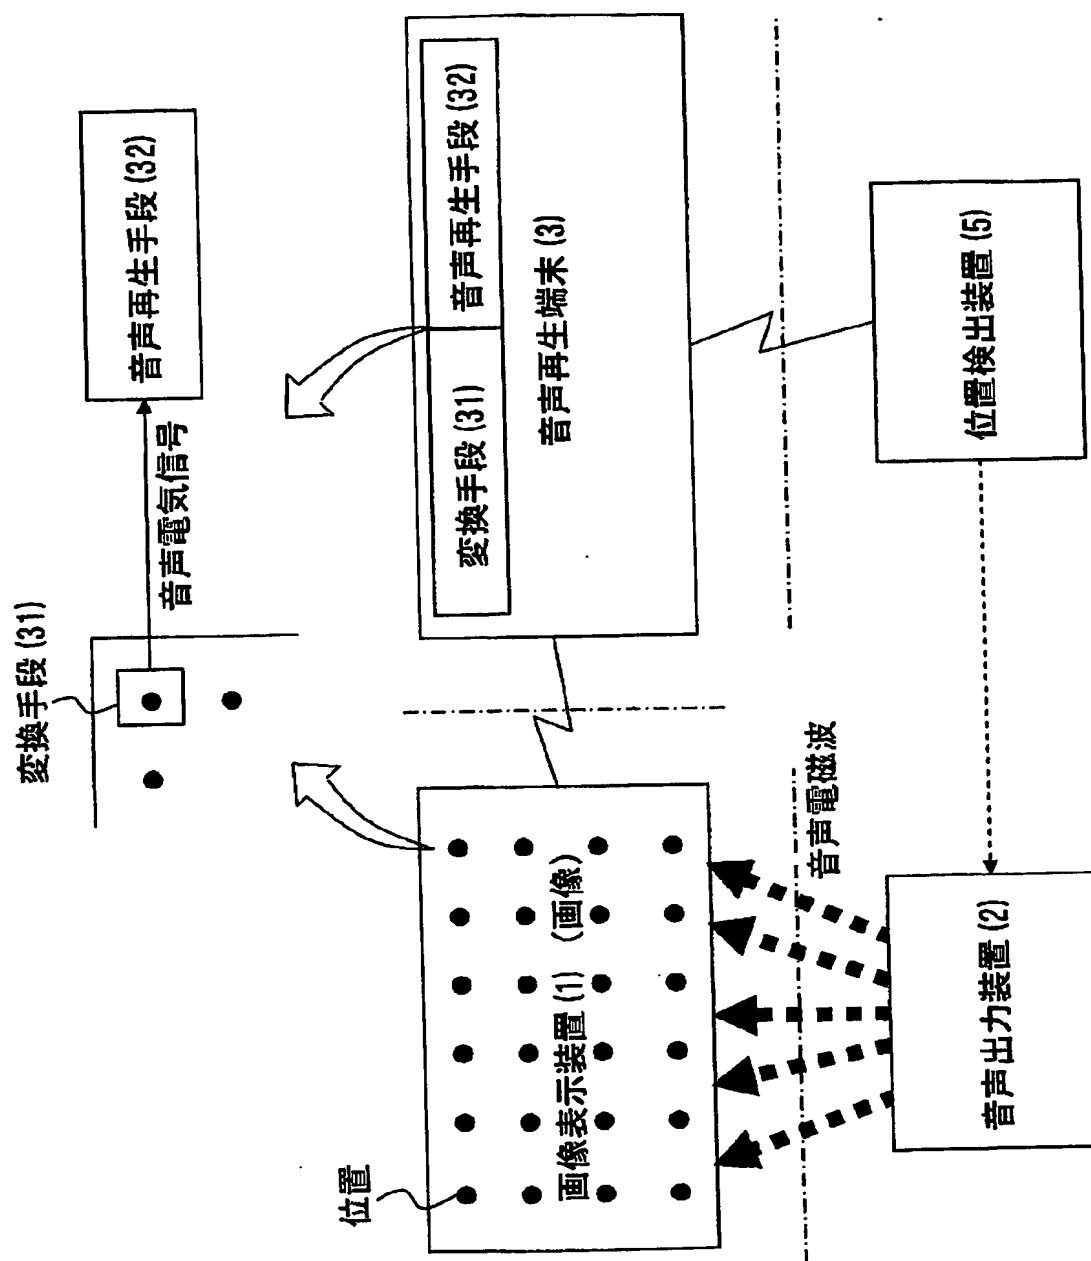 変換手段(31)
音声再生手段(32)
音声電気信号
位置
変換手段(31)
音声再生手段(32)
音声再生端末(3)
画像表示装置(1) (画像)
音声電磁波
音声出力装置(2)
位置検出装置(5)